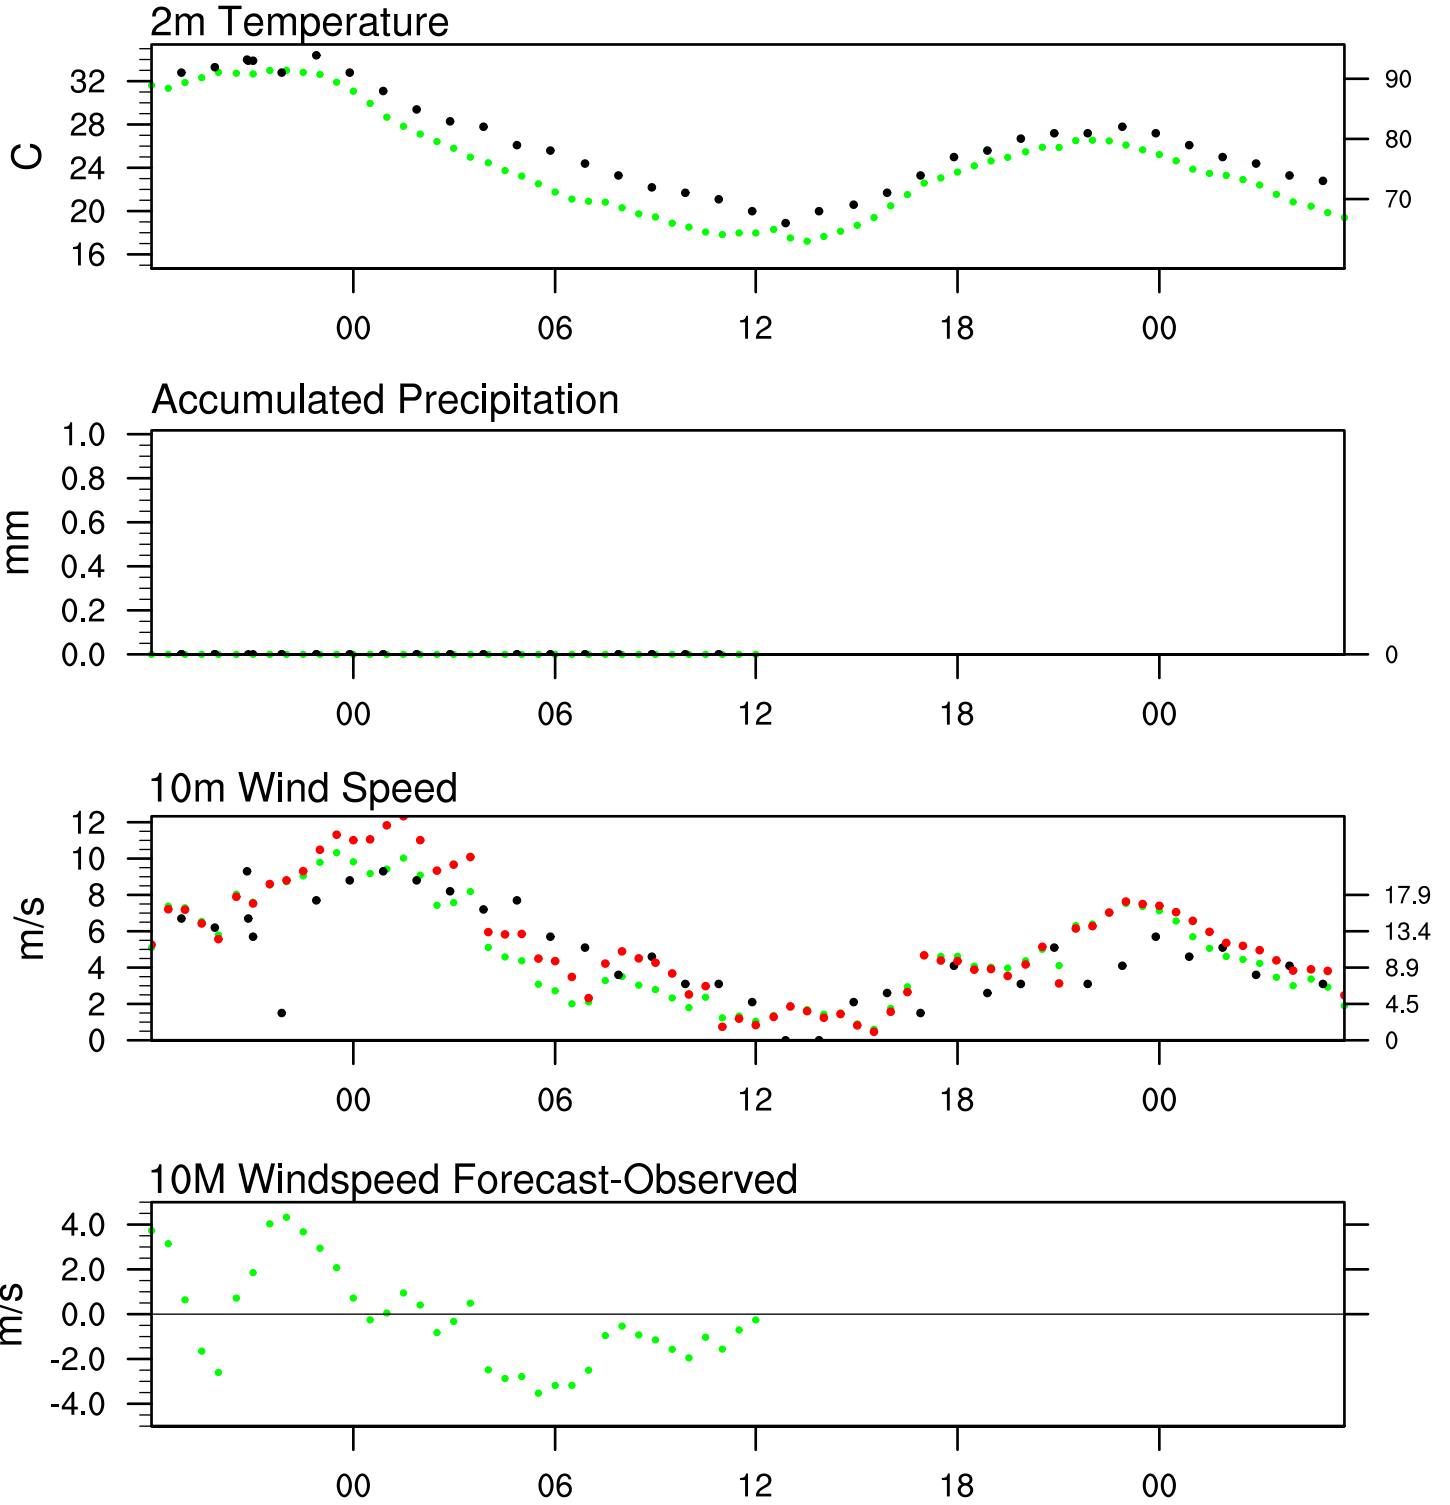 2m Temperature
32
28
24
20
16
C
90
80
70
00 06 12 18 00
Accumulated Precipitation
1.0
0.8
0.6
0.4
0.2
0.0
mm
0
00 06 12 18 00
10m Wind Speed
12
10
8
6
4
2
0
m/s
17.9
13.4
8.9
4.5
0
00 06 12 18 00
10M Windspeed Forecast-Observed
4.0
2.0
0.0
-2.0
-4.0
m/s
00 06 12 18 00